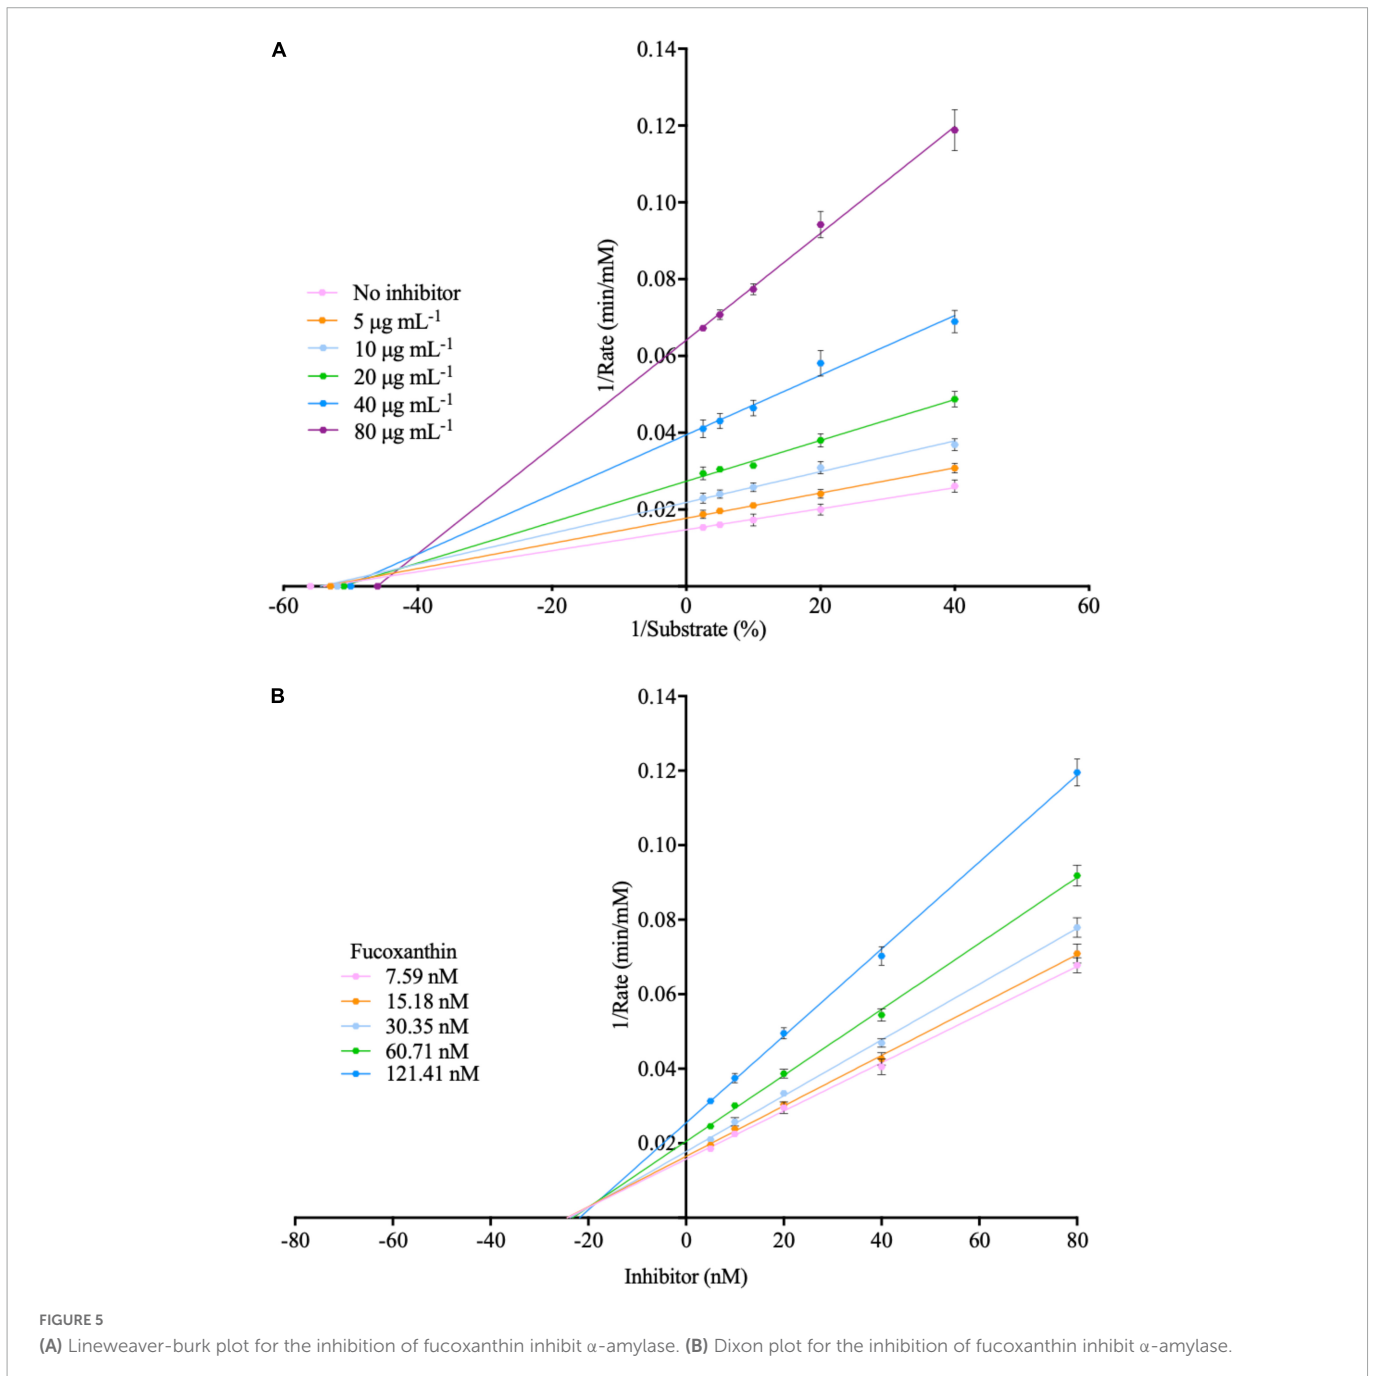 A
0.14
0.12
0.10
0.08
0.06
0.04
0.02
1/Rate (min/mM)
No inhibitor
5 µg mL-1
10 µg mL-1
20 µg mL-1
40 µg mL-1
80 µg mL-1
-60 -40 -20 0 20 40 60
1/Substrate (%)
B
0.14
0.12
0.10
0.08
0.06
0.04
0.02
1/Rate (min/mM)
Fucoxanthin
7.59 nM
15.18 nM
30.35 nM
60.71 nM
121.41 nM
-80 -60 -40 -20 0 20 40 60 80
Inhibitor (nM)
FIGURE 5
(A) Lineweaver-burk plot for the inhibition of fucoxanthin inhibit α-amylase. (B) Dixon plot for the inhibition of fucoxanthin inhibit α-amylase.